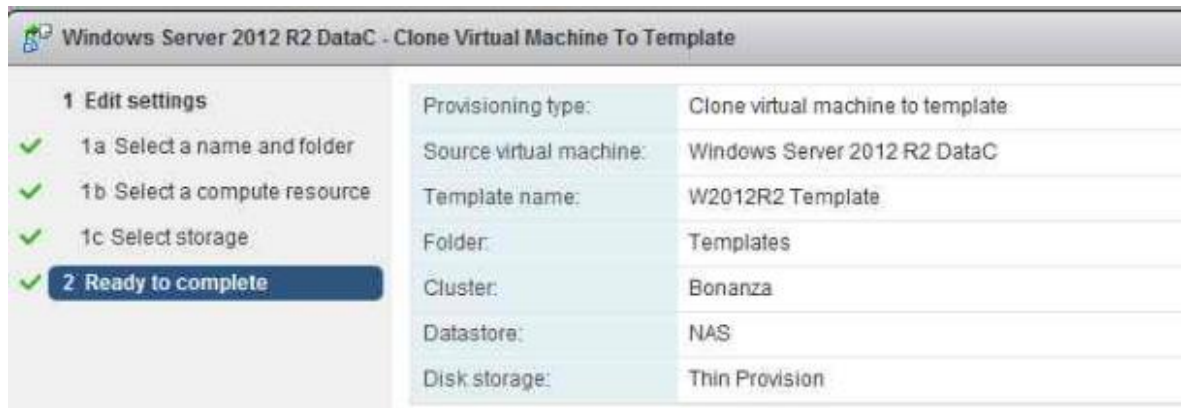 Windows Server 2012 R2 DataC - Clone Virtual Machine To Template
1 Edit settings
1a Select a name and folder
1b Select a compute resource
1c Select storage
2 Ready to complete
Provisioning type: Clone virtual machine to template
Source virtual machine: Windows Server 2012 R2 DataC
Template name: W2012R2 Template
Folder: Templates
Cluster: Bonanza
Datastore: NAS
Disk storage: Thin Provision